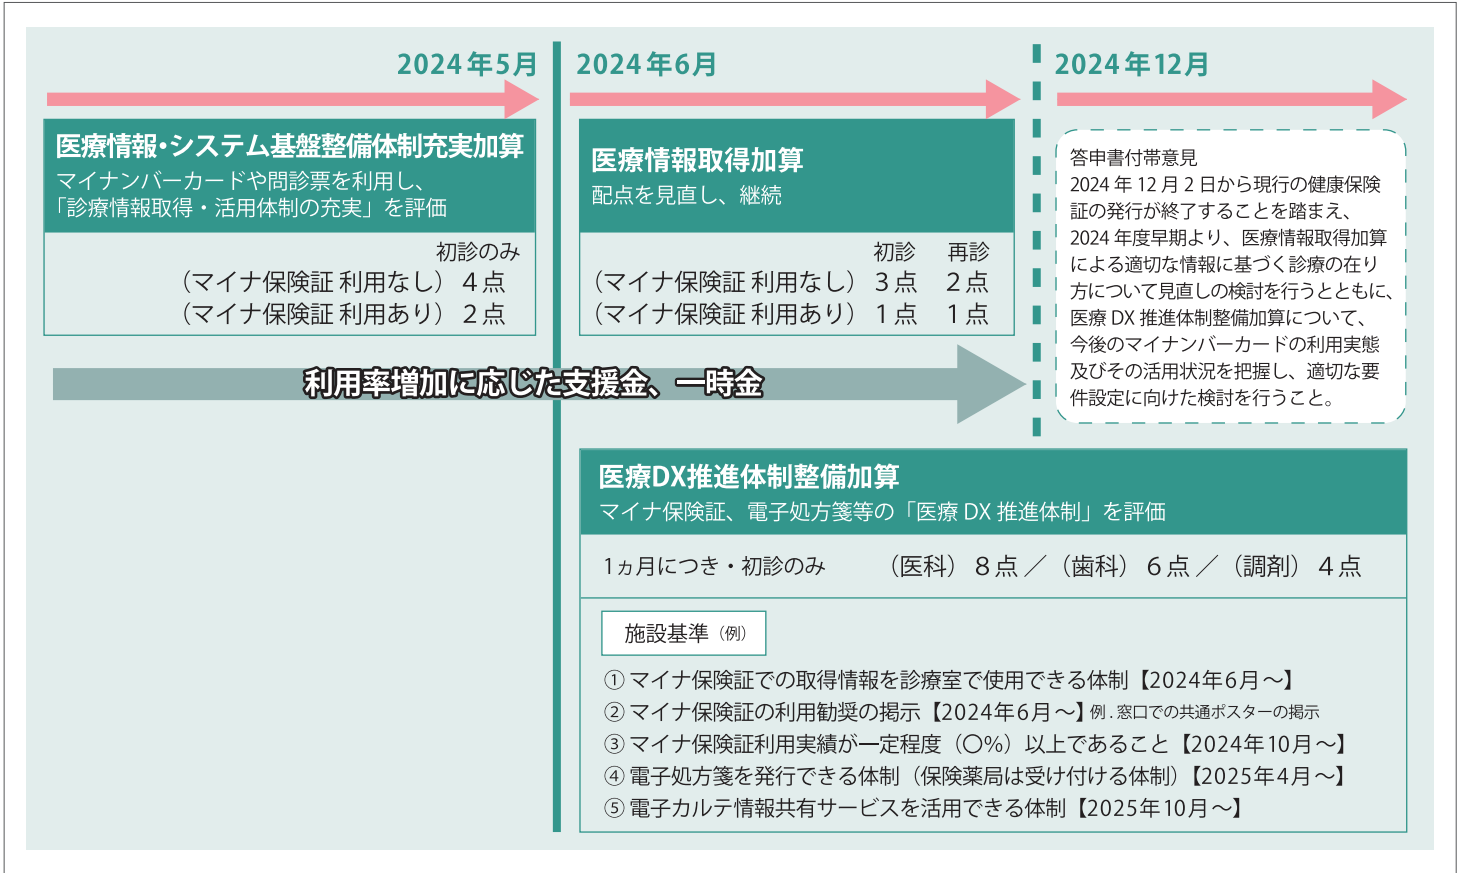 2024年5月
医療情報・システム基盤整備体制充実加算
マイナンバーカードや問診票を利用し、
「診療情報取得・活用体制の充実」を評価
初診のみ
（マイナ保険証 利用なし）４点
（マイナ保険証 利用あり）２点
2024年6月
医療情報取得加算
配点を見直し、継続
初診 再診
（マイナ保険証 利用なし）３点 ２点
（マイナ保険証 利用あり）１点 １点
2024年12月
答申書付帯意見
2024年12月2日から現行の健康保険
証の発行が終了することを踏まえ、
2024年度早期より、医療情報取得加算
による適切な情報に基づく診療の在り
方について見直しの検討を行うとともに、
医療DX推進体制整備加算について、
今後のマイナンバーカードの利用実態
及びその活用状況を把握し、適切な要
件設定に向けた検討を行うこと。
利用率増加に応じた支援金、一時金
医療DX推進体制整備加算
マイナ保険証、電子処方箋等の「医療DX推進体制」を評価
1ヵ月につき・初診のみ （医科）８点／（歯科）６点／（調剤）４点
施設基準（例）
①マイナ保険証での取得情報を診療室で使用できる体制【2024年6月～】
②マイナ保険証の利用勧奨の掲示【2024年6月～】例.窓口での共通ポスターの掲示
③マイナ保険証利用実績が一定程度（〇%）以上であること【2024年10月～】
④電子処方箋を発行できる体制（保険薬局は受け付ける体制）【2025年4月～】
⑤電子カルテ情報共有サービスを活用できる体制【2025年10月～】